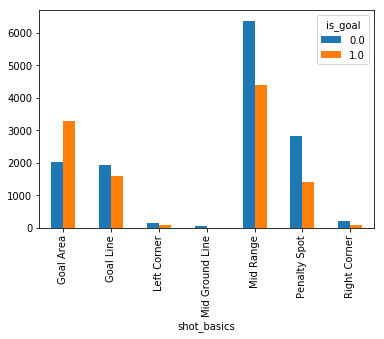 is_goal
0.0
1.0
6000
5000
4000
3000
2000
1000
0
Goal Area
Goal Line
Left Corner
Mid Ground Line
Mid Range
Penalty Spot
Right Corner
shot_basics